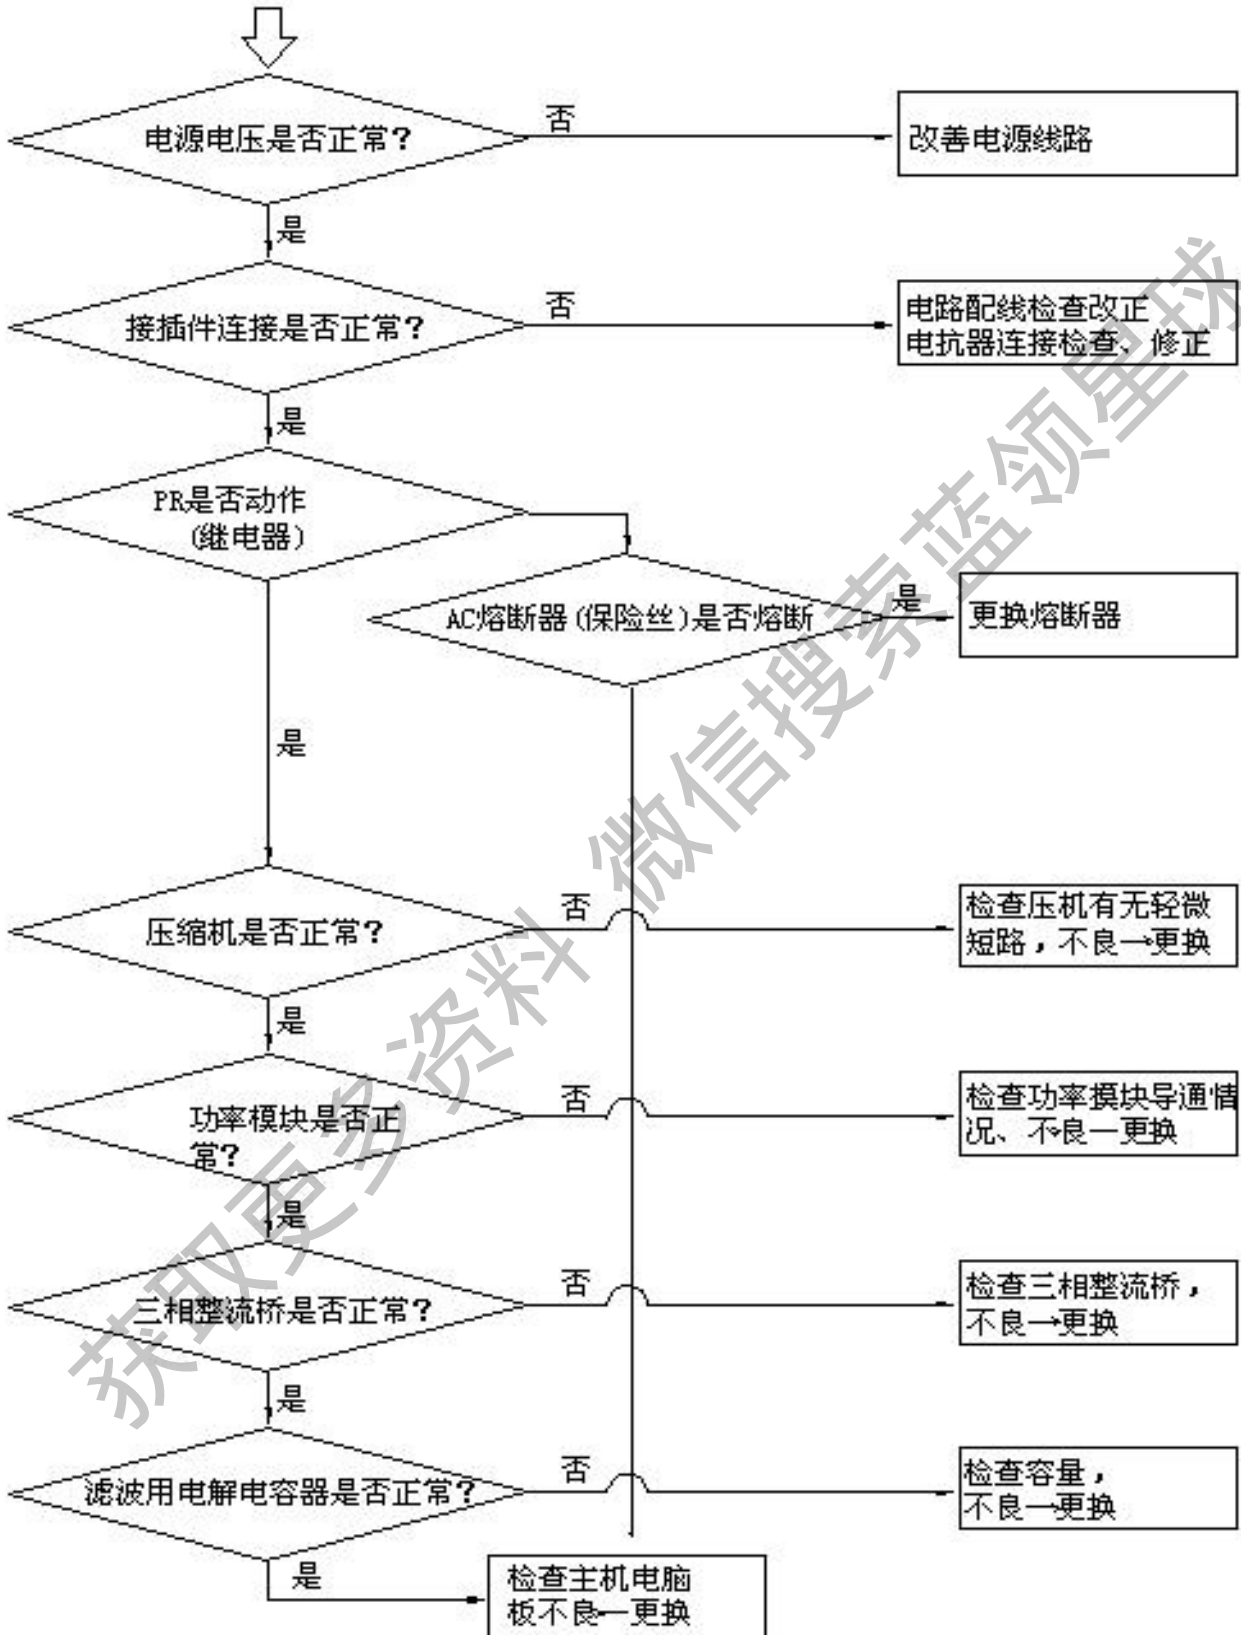 电源电压是否正常?
否
改善电源线路
是
接插件连接是否正常?
否
电路配线检查改正
电抗器连接检查、修正
是
PR是否动作
(继电器)
AC熔断器(保险丝)是否熔断
是
更换熔断器
是
压缩机是否正常?
否
检查压机有无轻微
短路，不良→更换
是
功率模块是否正
常?
否
检查功率模块导通情
况、不良一更换
是
三相整流桥是否正常?
否
检查三相整流桥，
不良→更换
是
滤波用电解电容器是否正常?
否
检查容量，
不良→更换
是
检查主机电脑
板不良一更换
获取更多资料 微信搜索蓝领星球